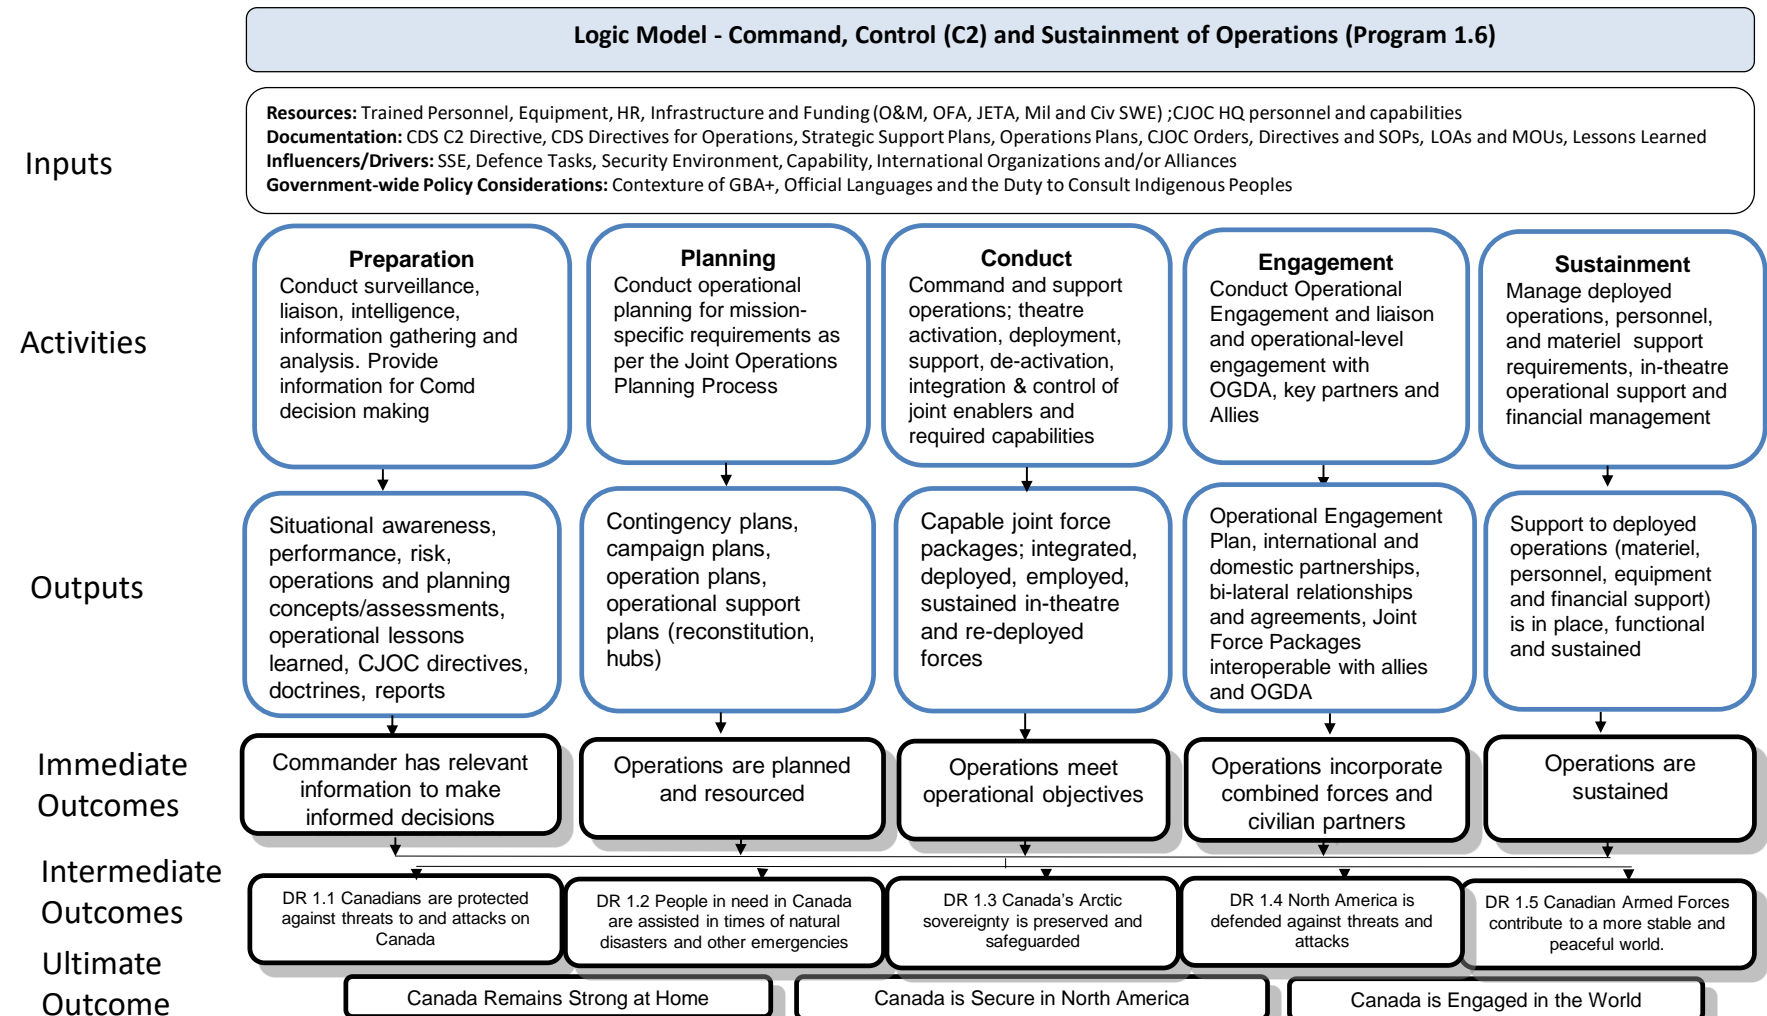 Logic Model - Command, Control (C2) and Sustainment of Operations (Program 1.6)
Inputs
Resources: Trained Personnel, Equipment, HR, Infrastructure and Funding (O&M, OFA, JETA, Mil and Civ SWE) ;CJOC HQ personnel and capabilities
Documentation: CDS C2 Directive, CDS Directives for Operations, Strategic Support Plans, Operations Plans, CJOC Orders, Directives and SOPs, LOAs and MOUs, Lessons Learned
Influencers/Drivers: SSE, Defence Tasks, Security Environment, Capability, International Organizations and/or Alliances
Government-wide Policy Considerations: Contexture of GBA+, Official Languages and the Duty to Consult Indigenous Peoples
Activities
Preparation
Conduct surveillance,
liaison, intelligence,
information gathering and
analysis. Provide
information for Comd
decision making
Planning
Conduct operational
planning for mission-
specific requirements as
per the Joint Operations
Planning Process
Conduct
Command and support
operations; theatre
activation, deployment,
support, de-activation,
integration & control of
joint enablers and
required capabilities
Engagement
Conduct Operational
Engagement and liaison
and operational-level
engagement with
OGDA, key partners and
Allies
Sustainment
Manage deployed
operations, personnel,
and materiel support
requirements, in-theatre
operational support and
financial management
Outputs
Situational awareness,
performance, risk,
operations and planning
concepts/assessments,
operational lessons
learned, CJOC directives,
doctrines, reports
Contingency plans,
campaign plans,
operation plans,
operational support
plans (reconstitution,
hubs)
Capable joint force
packages; integrated,
deployed, employed,
sustained in-theatre
and re-deployed
forces
Operational Engagement
Plan, international and
domestic partnerships,
bi-lateral relationships
and agreements, Joint
Force Packages
interoperable with allies
and OGDA
Support to deployed
operations (materiel,
personnel, equipment
and financial support)
is in place, functional
and sustained
Immediate
Outcomes
Commander has relevant
information to make
informed decisions
Operations are planned
and resourced
Operations meet
operational objectives
Operations incorporate
combined forces and
civilian partners
Operations are
sustained
Intermediate
Outcomes
DR 1.1 Canadians are protected
against threats to and attacks on
Canada
DR 1.2 People in need in Canada
are assisted in times of natural
disasters and other emergencies
DR 1.3 Canada's Arctic
sovereignty is preserved and
safeguarded
DR 1.4 North America is
defended against threats and
attacks
DR 1.5 Canadian Armed Forces
contribute to a more stable and
peaceful world.
Ultimate
Outcome
Canada Remains Strong at Home
Canada is Secure in North America
Canada is Engaged in the World